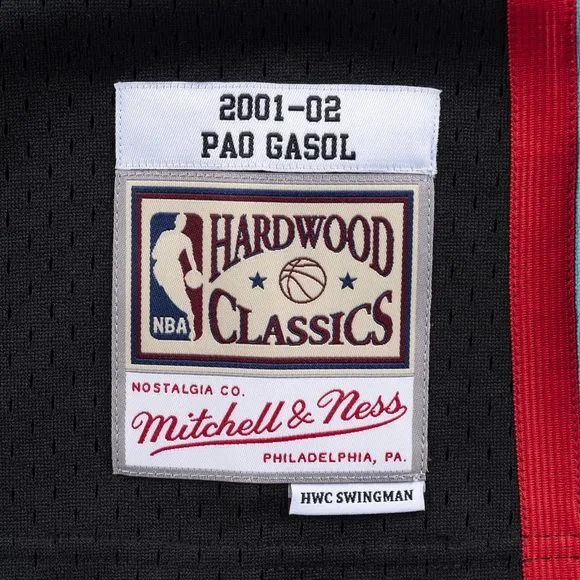 2001-02
PAO GASOL
HARDWOOD
CLASSICS
NBA
NOSTALGIA CO.
Mitchell & Ness
PHILADELPHIA, PA.
HWC SWINGMAN